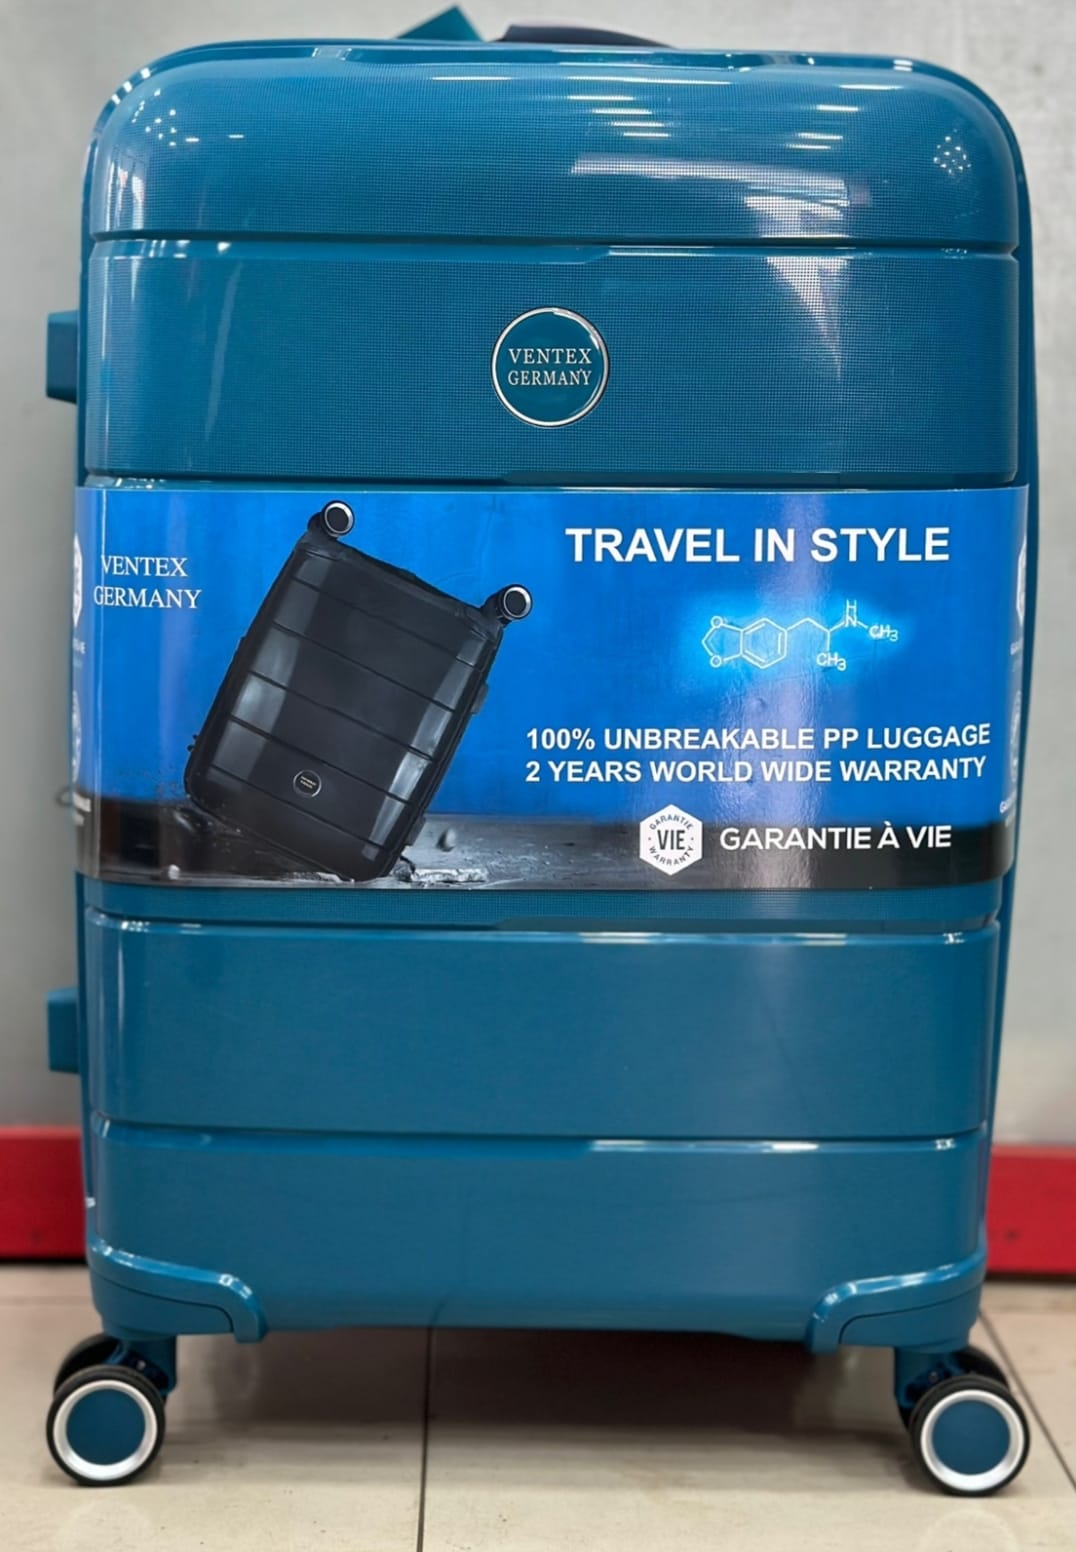 VENTEX
GERMANY
VENTEX
GERMANY
TRAVEL IN STYLE
H
N
CH3
CH3
O
O
100% UNBREAKABLE PP LUGGAGE
2 YEARS WORLD WIDE WARRANTY
GARANTIE
VIE
WARRANTY
GARANTIE À VIE